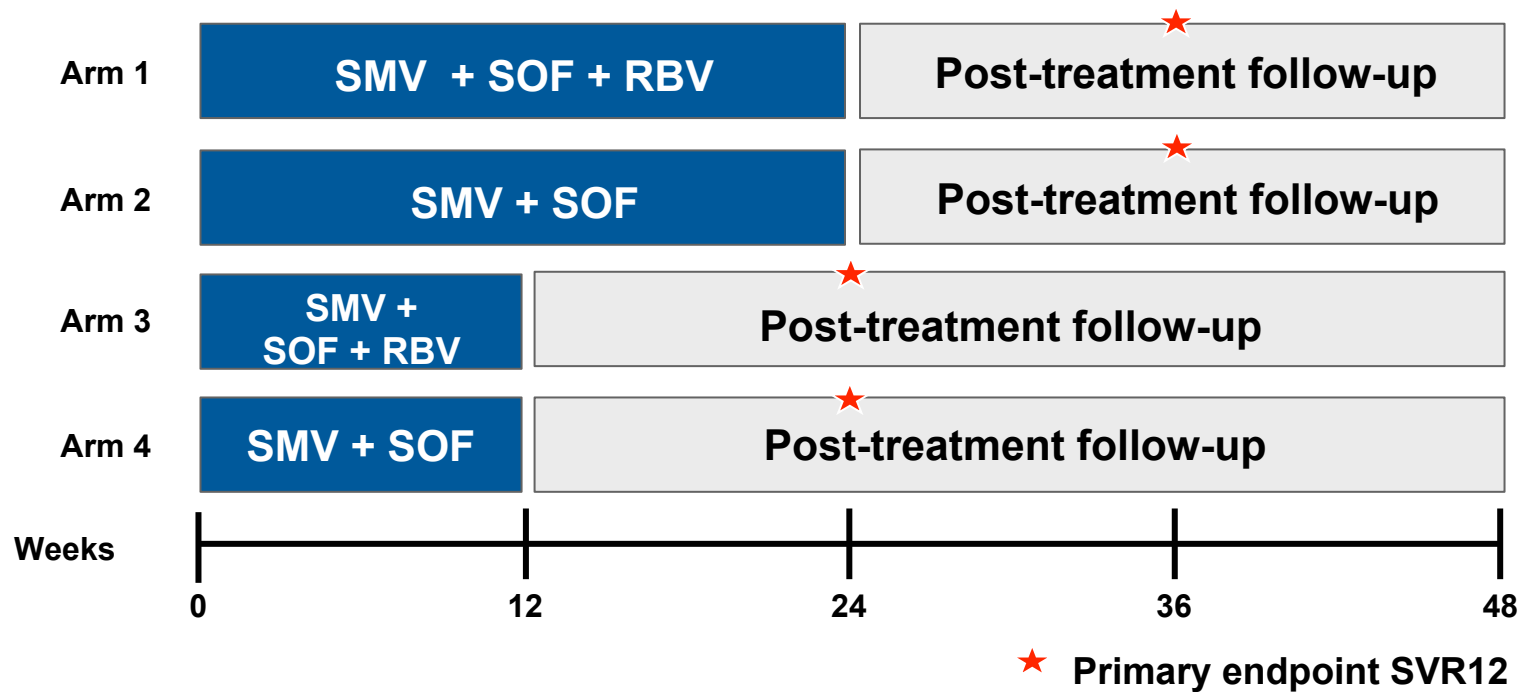 Arm 1
SMV + SOF + RBV
Post-treatment follow-up
Arm 2
SMV + SOF
Post-treatment follow-up
Arm 3
SMV +
SOF + RBV
Post-treatment follow-up
Arm 4
SMV + SOF
Post-treatment follow-up
Weeks
0 12 24 36 48
Primary endpoint SVR12